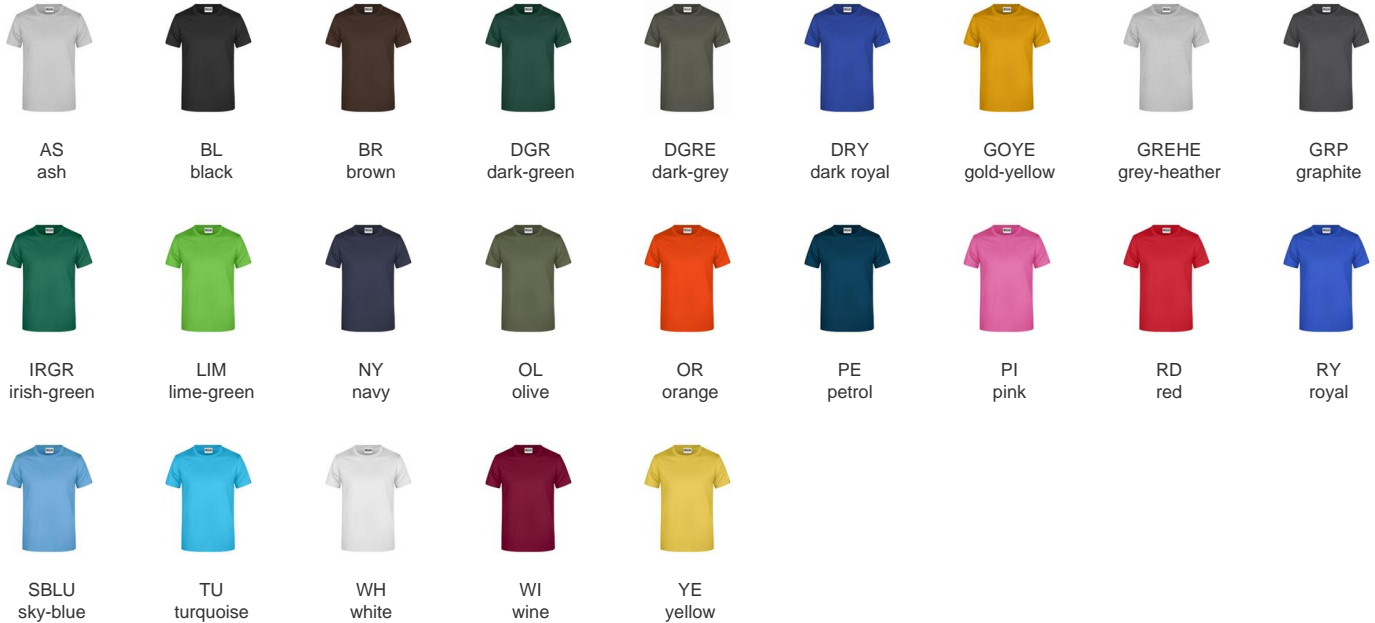 AS BL BR DGR DGRE DRY GOYE GREHE GRP
ash black brown dark-green dark-grey dark royal gold-yellow grey-heather graphite
IRGR LIM NY OL OR PE PI RD RY
irish-green lime-green navy olive orange petrol pink red royal
SBLU TU WH WI YE
sky-blue turquoise white wine yellow